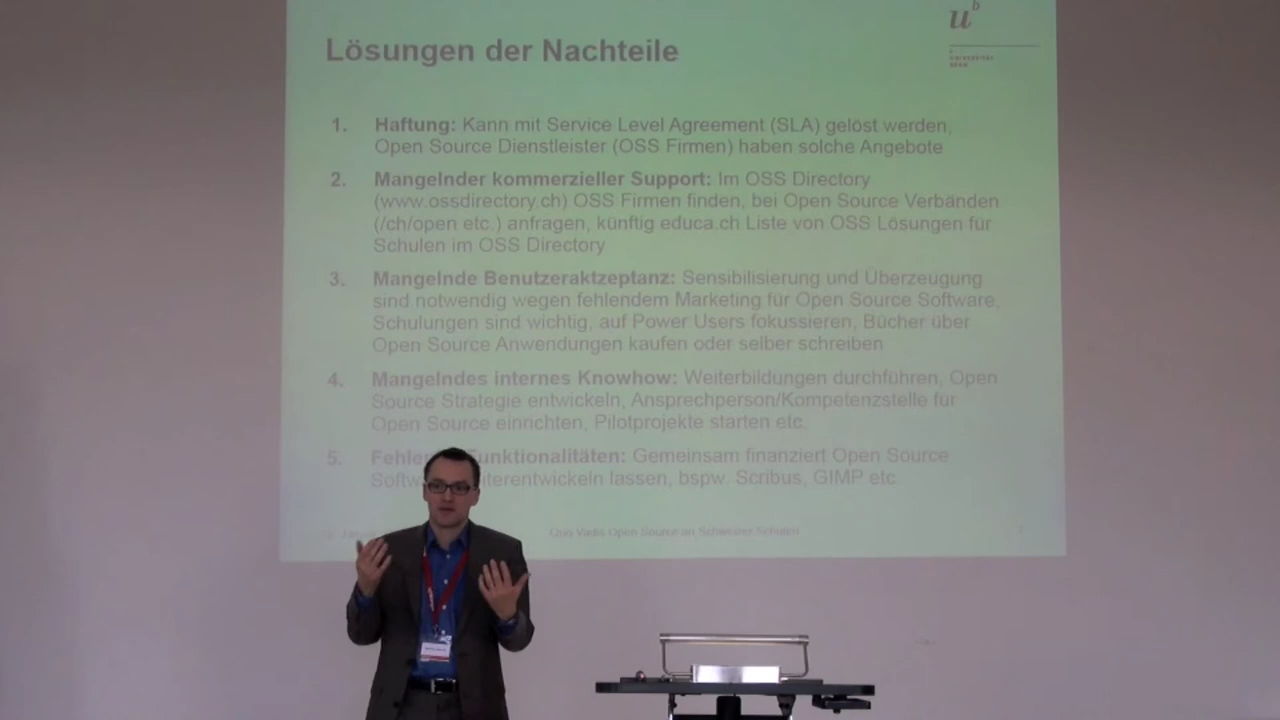 Lösungen der Nachteile
u
b
UNIVERSITÄT
BERN
1. Haftung: Kann mit Service Level Agreement (SLA) gelöst werden,
Open Source Dienstleister (OSS Firmen) haben solche Angebote
2. Mangelnder kommerzieller Support: Im OSS Directory
(www.ossdirectory.ch) OSS Firmen finden, bei Open Source Verbänden
(/ch/open etc.) anfragen, künftig educa.ch Liste von OSS Lösungen für
Schulen im OSS Directory
3. Mangelnde Benutzeraktzeptanz: Sensibilisierung und Überzeugung
sind notwendig wegen fehlendem Marketing für Open Source Software,
Schulungen sind wichtig, auf Power Users fokussieren, Bücher über
Open Source Anwendungen kaufen oder selber schreiben
4. Mangelndes internes Knowhow: Weiterbildungen durchführen, Open
Source Strategie entwickeln, Ansprechperson/Kompetenzstelle für
Open Source einrichten, Pilotprojekte starten etc.
5. Funktionalitäten: Gemeinsam finanziert Open Source
lassen, bspw. Scribus, GIMP etc.
Quo Vadis Open Source an Schweizer Schulen